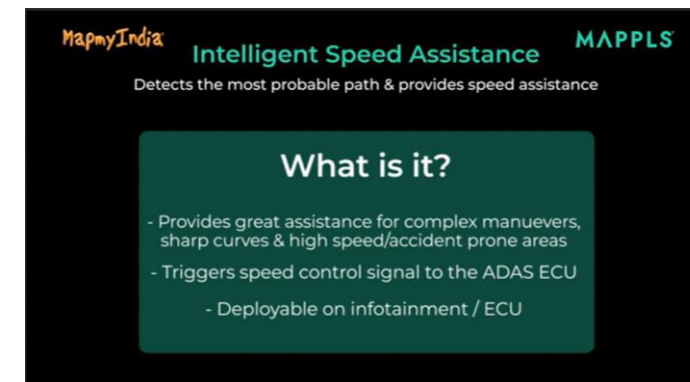 MapmyIndia
MAPPLS
Intelligent Speed Assistance
Detects the most probable path & provides speed assistance
What is it?
- Provides great assistance for complex manuevers,
sharp curves & high speed/accident prone areas
- Triggers speed control signal to the ADAS ECU
- Deployable on infotainment / ECU